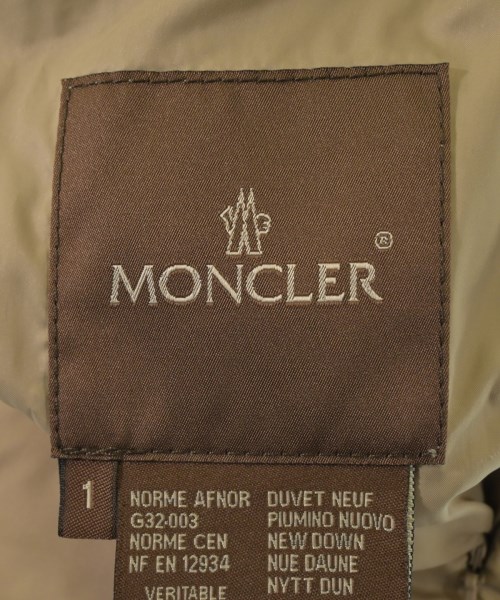 ®
MONCLER
1
NORME AFNOR
G32-003
NORME CEN
NF EN 12934
VERITABLE
DUVET NEUF
PIUMINO NUOVO
NEW DOWN
NUE DAUNE
NYTT DUN